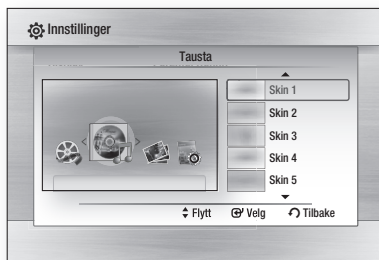 Innstillinger
Tausta
Skin 1
Skin 2
Skin 3
Skin 4
Skin 5
Flytt Velg Tilbake